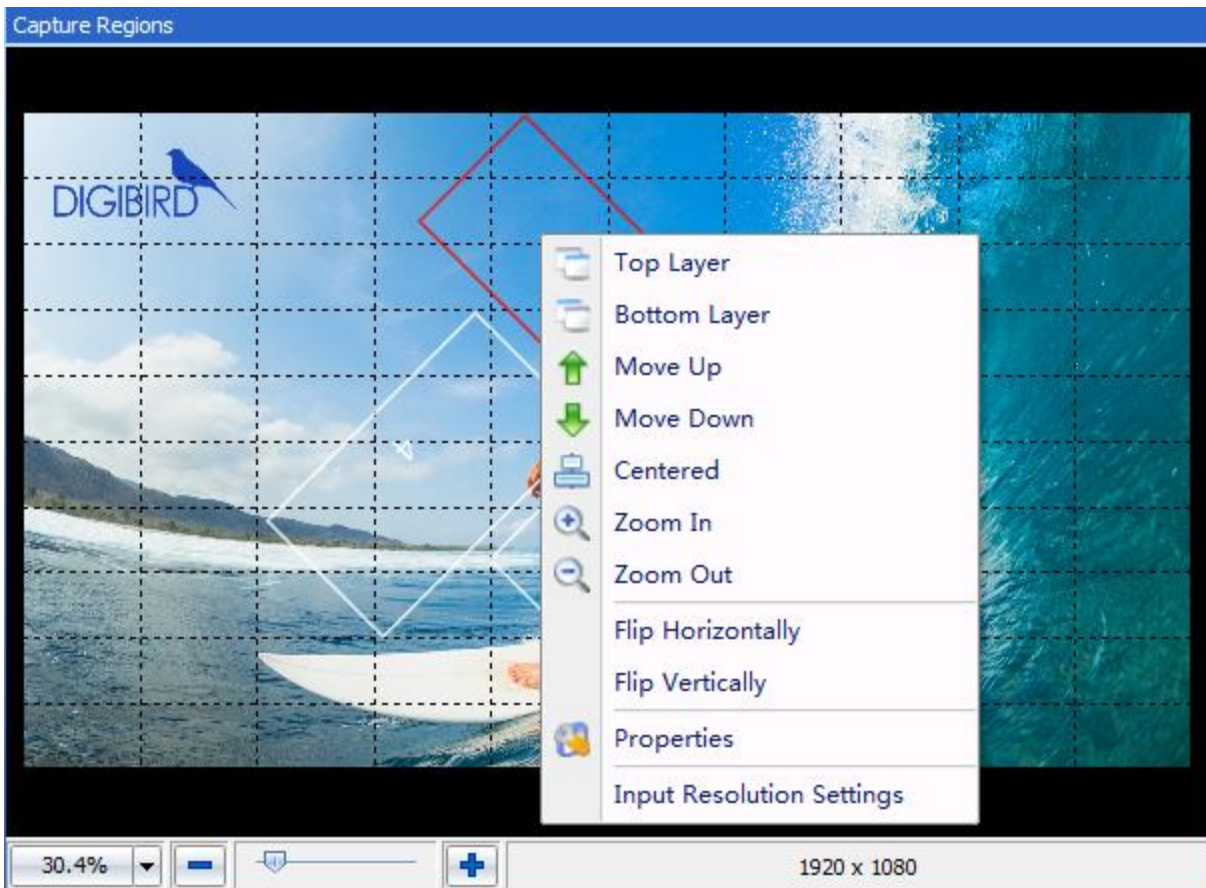 Capture Regions
DIGIBIRD
Top Layer
Bottom Layer
Move Up
Move Down
Centered
Zoom In
Zoom Out
Flip Horizontally
Flip Vertically
Properties
Input Resolution Settings
30.4%
1920 x 1080